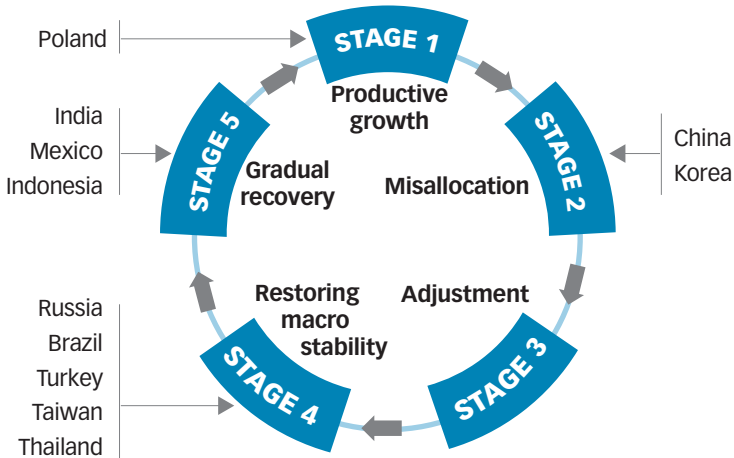 Poland
STAGE 1
Productive
growth
India
Mexico
Indonesia
STAGE 5
Gradual
recovery
Misallocation
STAGE 2
China
Korea
Russia
Brazil
Turkey
Taiwan
Thailand
Restoring
macro
stability
STAGE 4
Adjustment
STAGE 3